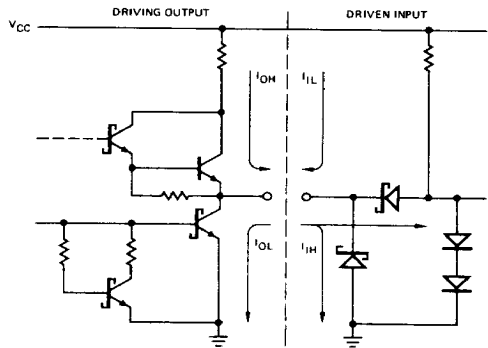 DRIVING OUTPUT
DRIVEN INPUT
VCC
IOH
IIL
IOL
IIH